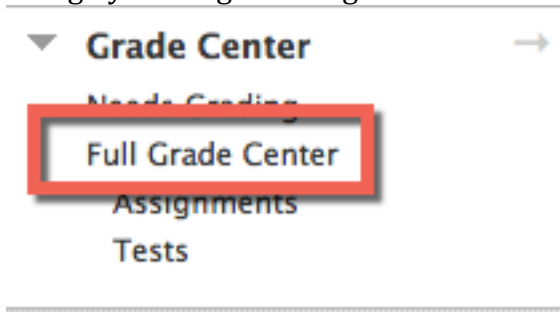 Grade Center
Needs Grading
Full Grade Center
Assignments
Tests